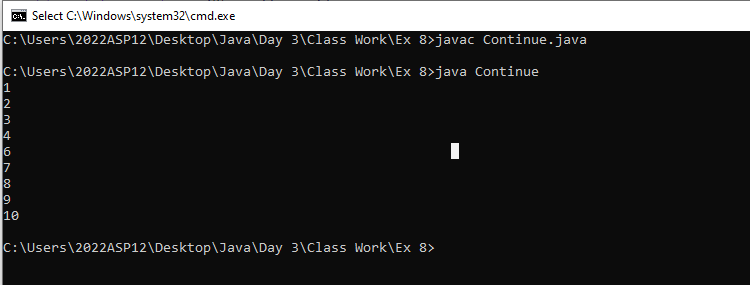 Select C:\Windows\system32\cmd.exe
C:\Users\2022ASP12\Desktop\Java\Day 3\Class Work\Ex 8>javac Continue.java
C:\Users\2022ASP12\Desktop\Java\Day 3\Class Work\Ex 8>java Continue
1
2
3
4
6
7
8
9
10
C:\Users\2022ASP12\Desktop\Java\Day 3\Class Work\Ex 8>